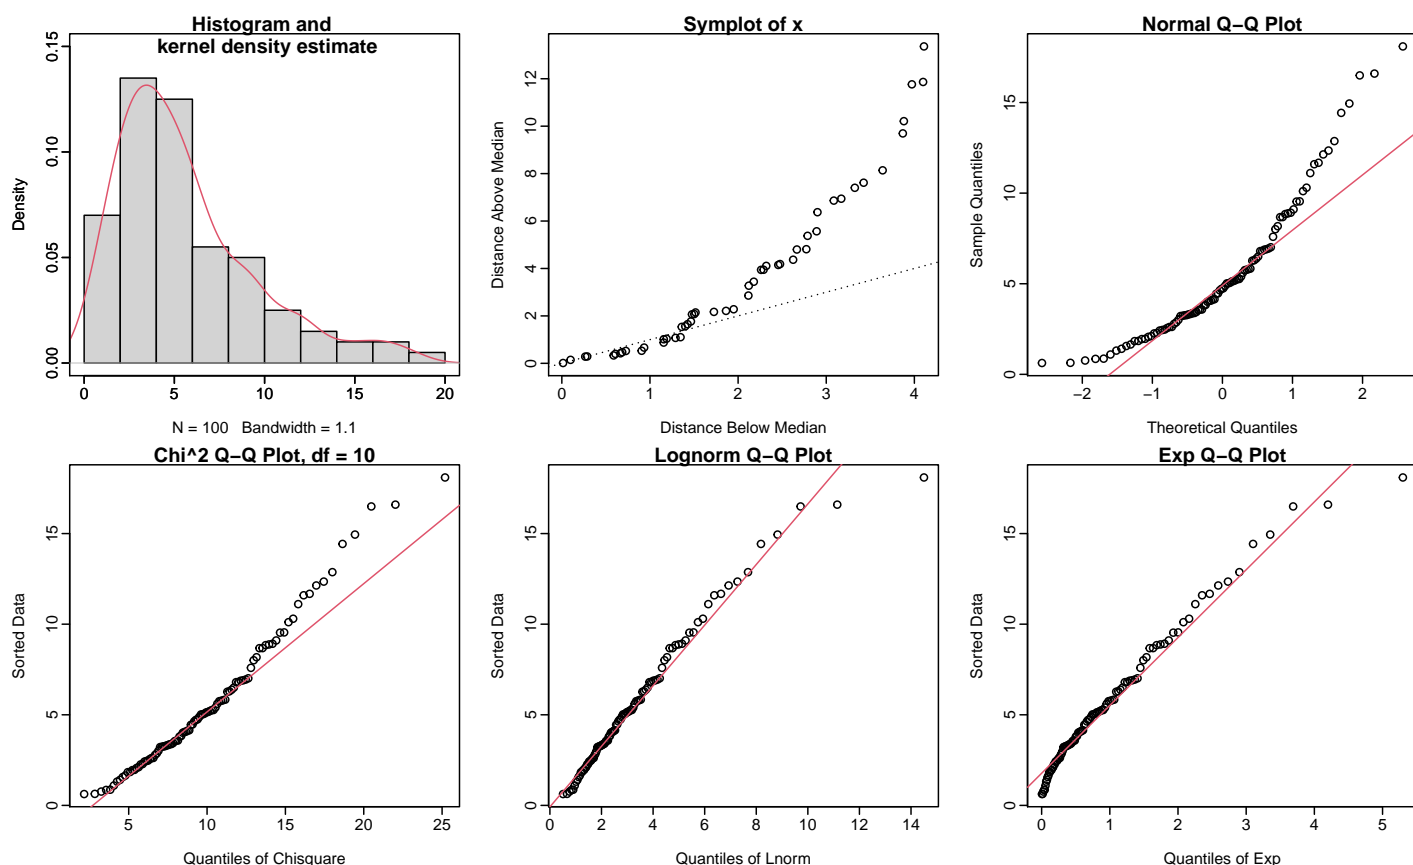 Histogram and
kernel density estimate
Density
0.00 0.05 0.10 0.15
0 5 10 15 20
N = 100 Bandwidth = 1.1
Symplot of x
Distance Above Median
0 2 4 6 8 10 12
0 1 2 3 4
Distance Below Median
Normal Q−Q Plot
Sample Quantiles
0 5 10 15
−2 −1 0 1 2
Theoretical Quantiles
Chi^2 Q−Q Plot, df = 10
Sorted Data
0 5 10 15
5 10 15 20 25
Quantiles of Chisquare
Lognorm Q−Q Plot
Sorted Data
0 5 10 15
0 2 4 6 8 10 12 14
Quantiles of Lnorm
Exp Q−Q Plot
Sorted Data
0 5 10 15
0 1 2 3 4 5
Quantiles of Exp